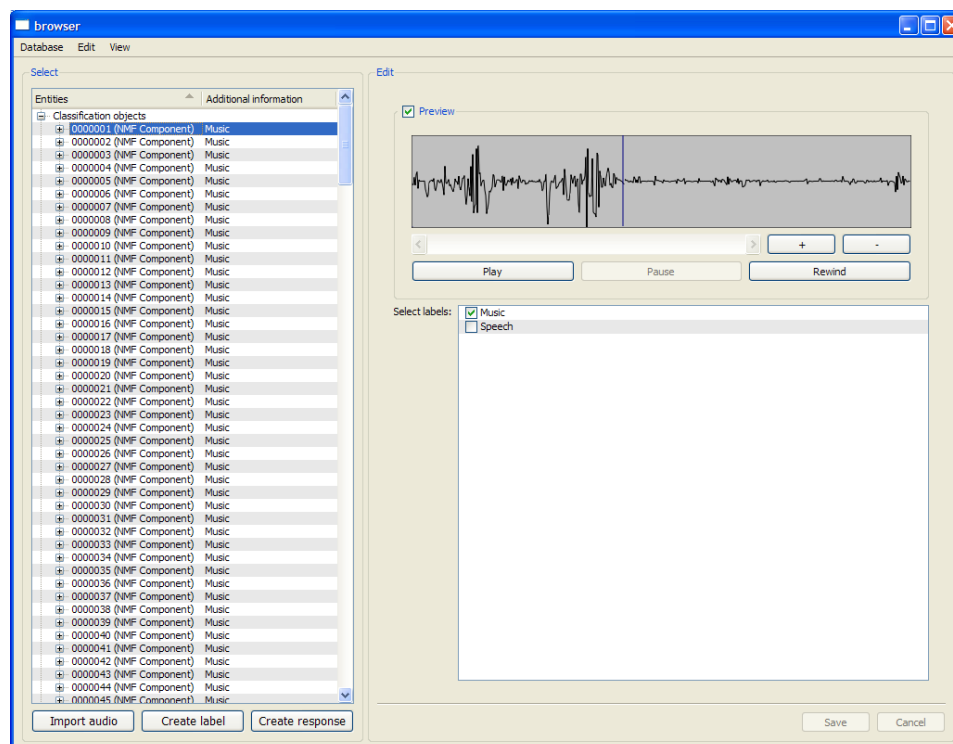 browser
Database Edit View
Select
Entities Additional information
Classification objects
0000001 (NMF Component) Music
0000002 (NMF Component) Music
0000003 (NMF Component) Music
0000004 (NMF Component) Music
0000005 (NMF Component) Music
0000006 (NMF Component) Music
0000007 (NMF Component) Music
0000008 (NMF Component) Music
0000009 (NMF Component) Music
0000010 (NMF Component) Music
0000011 (NMF Component) Music
0000012 (NMF Component) Music
0000013 (NMF Component) Music
0000014 (NMF Component) Music
0000015 (NMF Component) Music
0000016 (NMF Component) Music
0000017 (NMF Component) Music
0000018 (NMF Component) Music
0000019 (NMF Component) Music
0000020 (NMF Component) Music
0000021 (NMF Component) Music
0000022 (NMF Component) Music
0000023 (NMF Component) Music
0000024 (NMF Component) Music
0000025 (NMF Component) Music
0000026 (NMF Component) Music
0000027 (NMF Component) Music
0000028 (NMF Component) Music
0000029 (NMF Component) Music
0000030 (NMF Component) Music
0000031 (NMF Component) Music
0000032 (NMF Component) Music
0000033 (NMF Component) Music
0000034 (NMF Component) Music
0000035 (NMF Component) Music
0000036 (NMF Component) Music
0000037 (NMF Component) Music
0000038 (NMF Component) Music
0000039 (NMF Component) Music
0000040 (NMF Component) Music
0000041 (NMF Component) Music
0000042 (NMF Component) Music
0000043 (NMF Component) Music
0000044 (NMF Component) Music
0000045 (NMF Component) Music
Import audio Create label Create response
Edit
Preview
+ -
Play Pause Rewind
Select labels: Music
Speech
Save Cancel